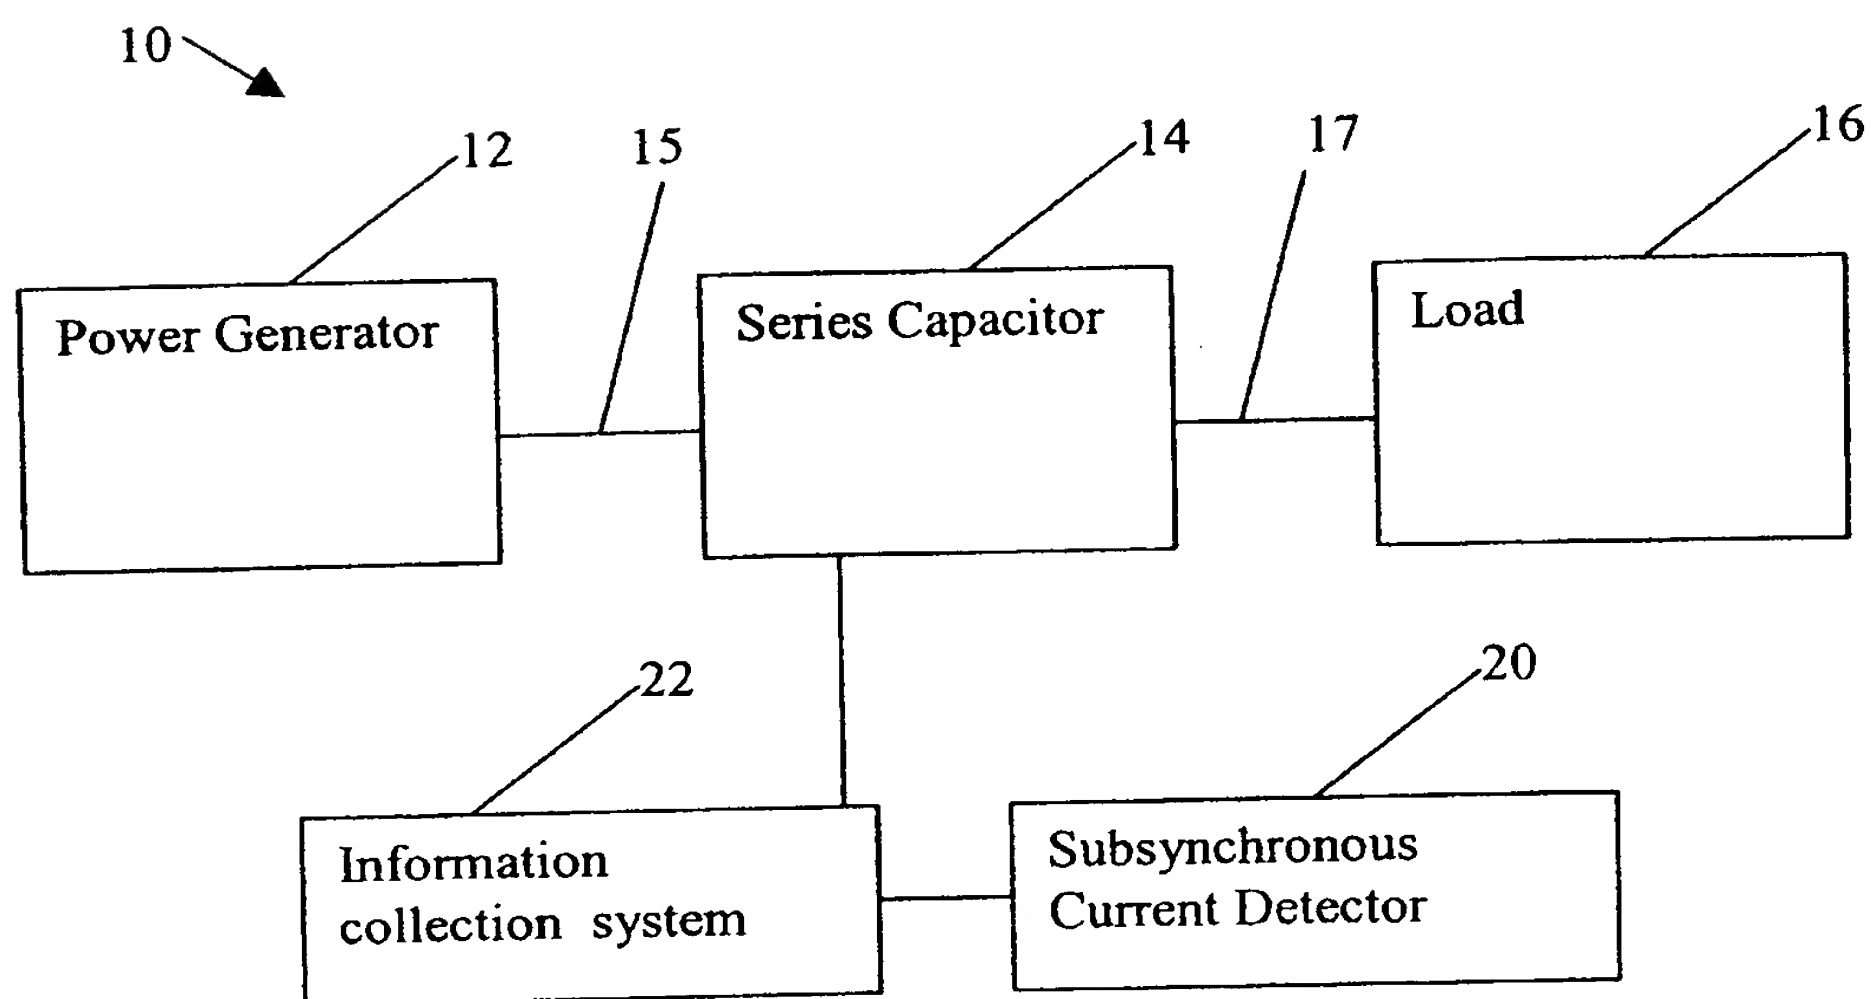 10
12
15
14
17
16
Power Generator
Series Capacitor
Load
22
20
Information
collection system
Subsynchronous
Current Detector